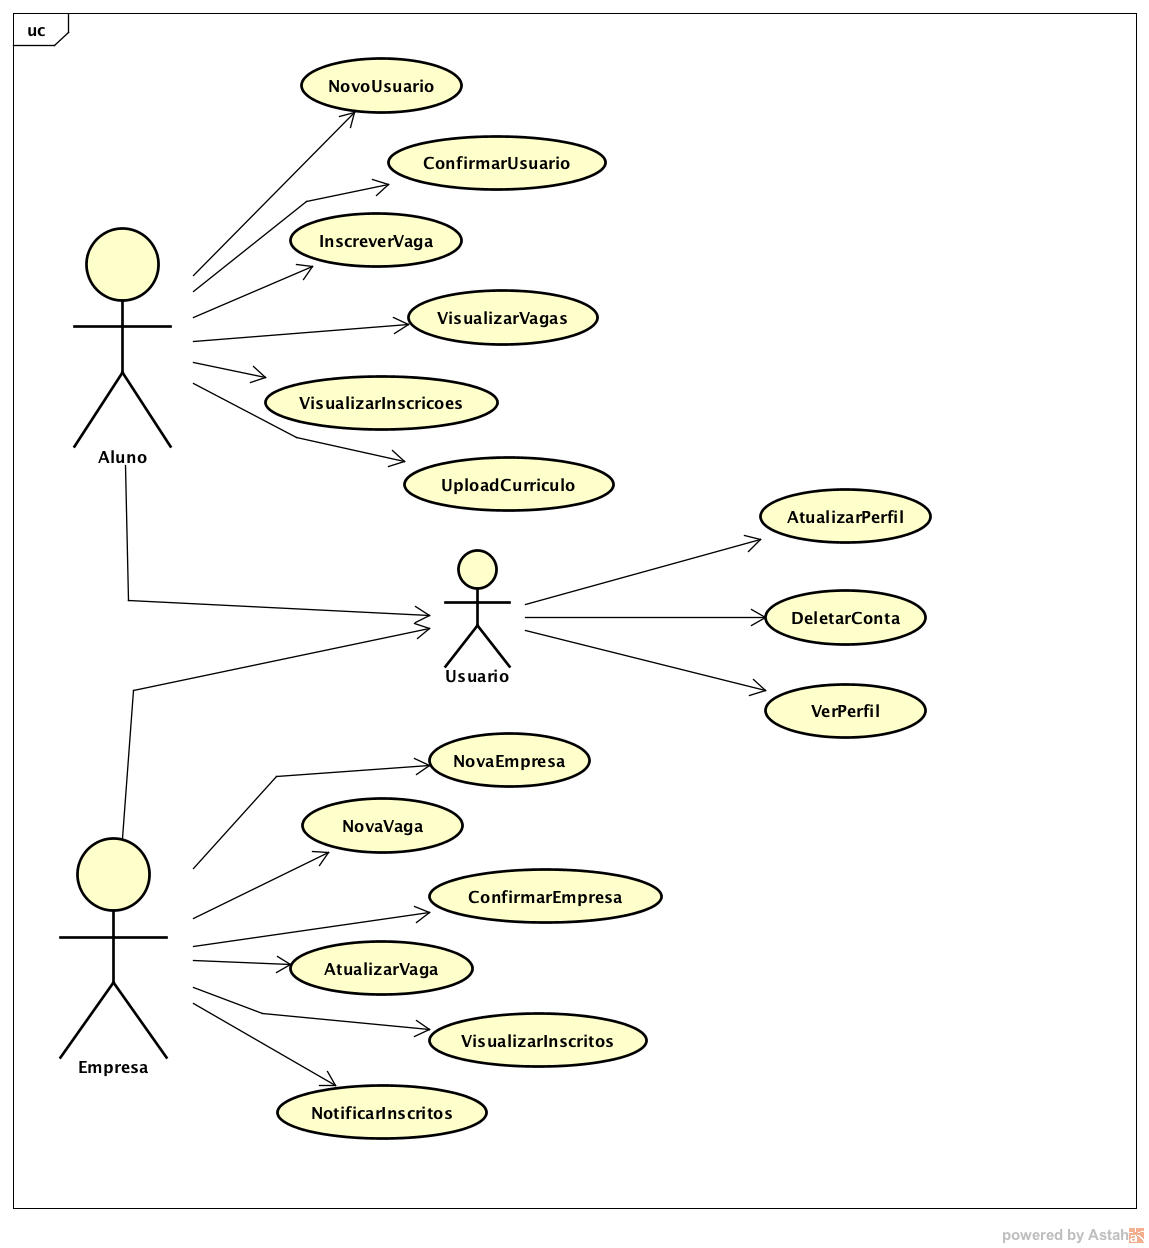 uc
NovoUsuario
ConfirmarUsuario
InscreverVaga
VisualizarVagas
VisualizarInscricoes
Aluno
UploadCurriculo
AtualizarPerfil
DeletarConta
Usuario
VerPerfil
NovaEmpresa
NovaVaga
ConfirmarEmpresa
AtualizarVaga
VisualizarInscritos
Empresa
NotificarInscritos
powered by Astah